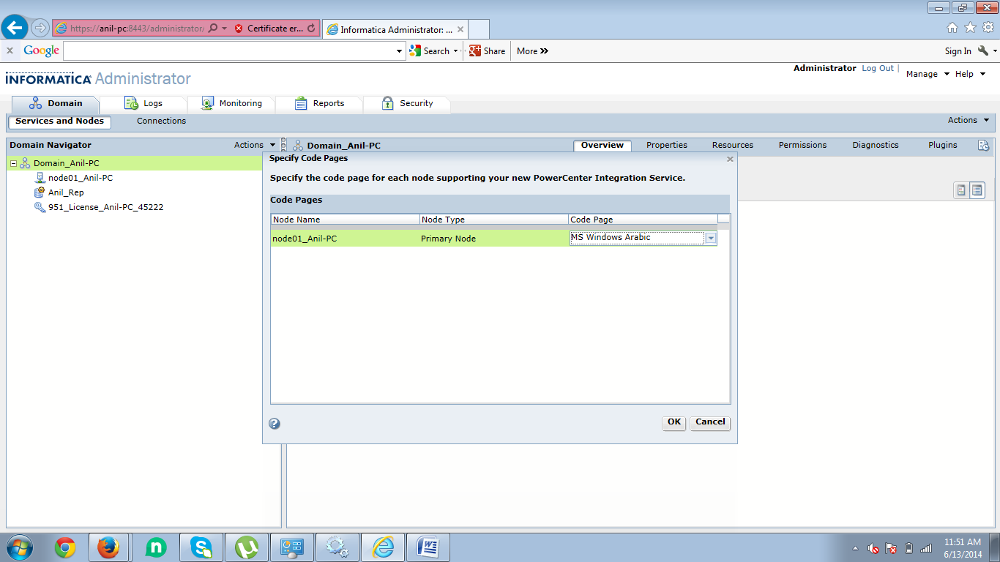 https://anil-pc:8443/administrator/ Certificate er... Informatica Administrator: ...
x Google Search Share More » Sign In
INFORMATICA Administrator Administrator Log Out | Manage Help
Domain Logs Monitoring Reports Security
Services and Nodes Connections Actions
Domain Navigator Actions Domain_Anil-PC Overview Properties Resources Permissions Diagnostics Plugins
Domain_Anil-PC
node01_Anil-PC
Anil_Rep
951_License_Anil-PC_45222
Specify Code Pages
Specify the code page for each node supporting your new PowerCenter Integration Service.
Code Pages
Node Name Node Type Code Page
node01_Anil-PC Primary Node MS Windows Arabic
? OK Cancel
11:51 AM
6/13/2014